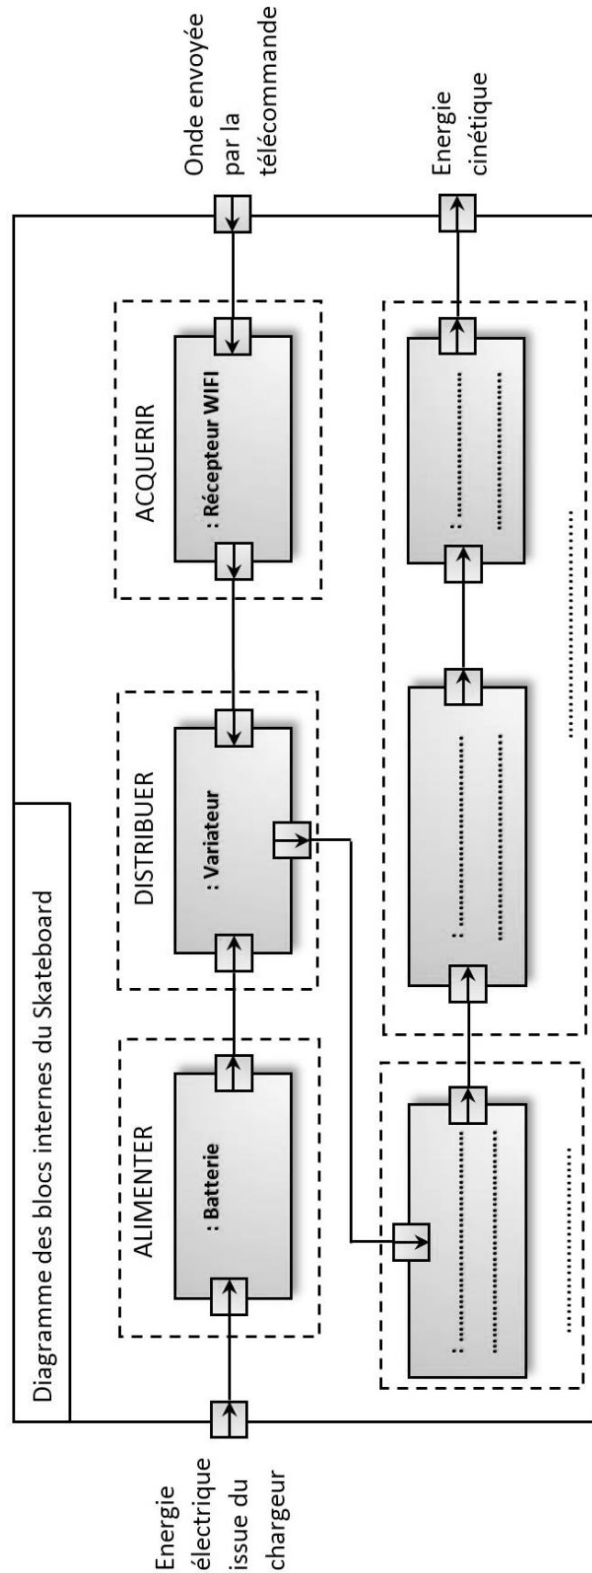 Diagramme des blocs internes du Skateboard
Energie
électrique
issue du
chargeur
ALIMENTER
: Batterie
DISTRIBUER
: Variateur
ACQUERIR
: Récepteur WIFI
Onde envoyée
par la
télécommande
: ........................................
........................................
........................................
: ........................................
........................................
: ........................................
........................................
........................................
Energie
cinétique